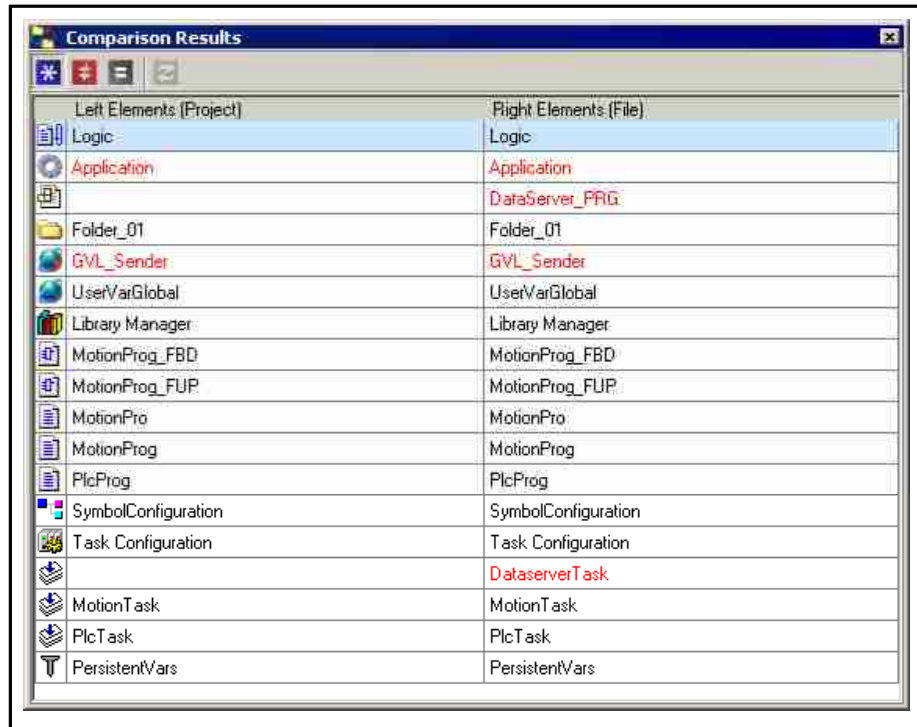 Comparison Results
Left Elements (Project) Right Elements (File)
Logic Logic
Application Application
DataServer_PRG
Folder_01 Folder_01
GVL_Sender GVL_Sender
UserVarGlobal UserVarGlobal
Library Manager Library Manager
MotionProg_FBD MotionProg_FBD
MotionProg_FUP MotionProg_FUP
MotionPro MotionPro
MotionProg MotionProg
PlcProg PlcProg
SymbolConfiguration SymbolConfiguration
Task Configuration Task Configuration
DataserverTask
MotionTask MotionTask
PlcTask PlcTask
PersistentVars PersistentVars